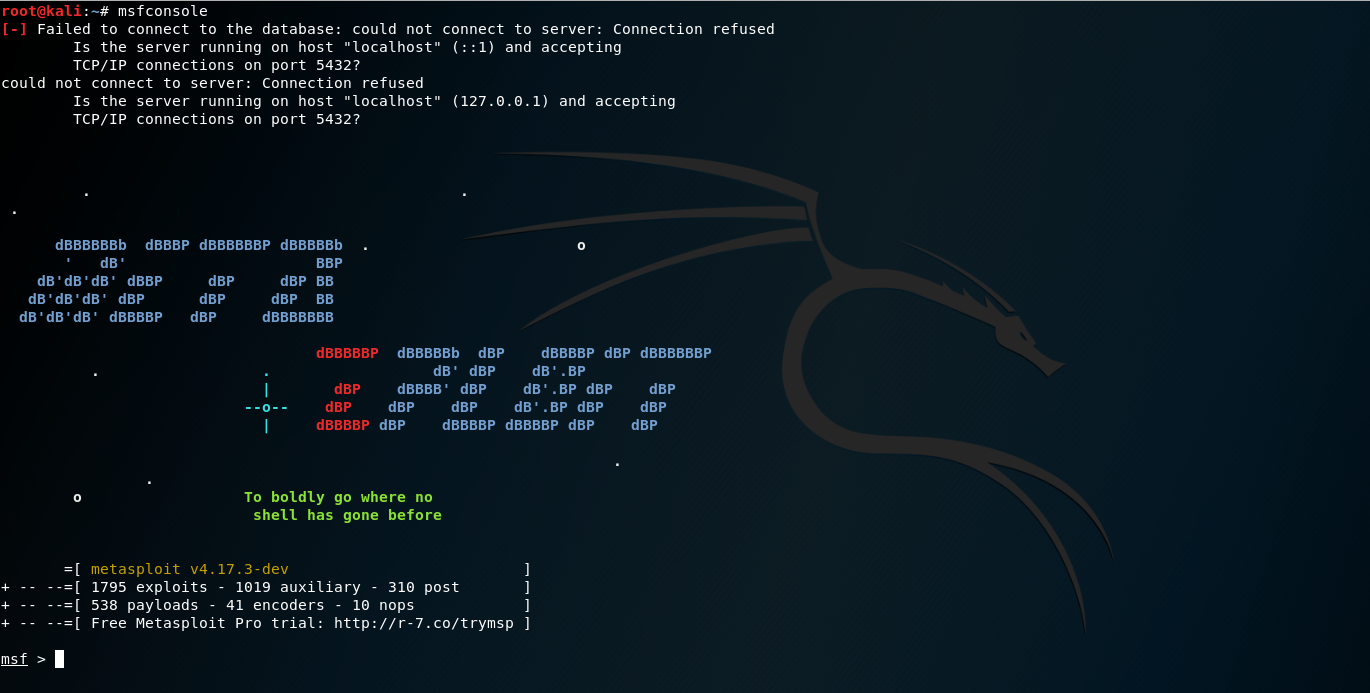 root@kali:~# msfconsole
[-] Failed to connect to the database: could not connect to server: Connection refused
        Is the server running on host "localhost" (::1) and accepting
        TCP/IP connections on port 5432?
could not connect to server: Connection refused
        Is the server running on host "localhost" (127.0.0.1) and accepting
        TCP/IP connections on port 5432?
         .                                         .
 .
      dBBBBBBb  dBBBP dBBBBBBP dBBBBBb  .                       o
       '   dB'                     BBP
    dB'dB'dB' dBBP     dBP     dBP BB
   dB'dB'dB' dBP      dBP     dBP  BB
  dB'dB'dB' dBBBBP   dBP     dBBBBBBB
                                   dBBBBBP  dBBBBBb  dBP    dBBBBP dBP dBBBBBBP
          .                  .                  dB' dBP    dB'.BP
                             |       dBP    dBBBB' dBP    dB'.BP dBP    dBP
                           --o--    dBP    dBP    dBP    dB'.BP dBP    dBP
                             |     dBBBBP dBP    dBBBBP dBBBBP dBP    dBP
                                                                    .
                .
        o                  To boldly go where no
                            shell has gone before
       =[ metasploit v4.17.3-dev                          ]
+ -- --=[ 1795 exploits - 1019 auxiliary - 310 post       ]
+ -- --=[ 538 payloads - 41 encoders - 10 nops            ]
+ -- --=[ Free Metasploit Pro trial: http://r-7.co/trymsp ]
msf >